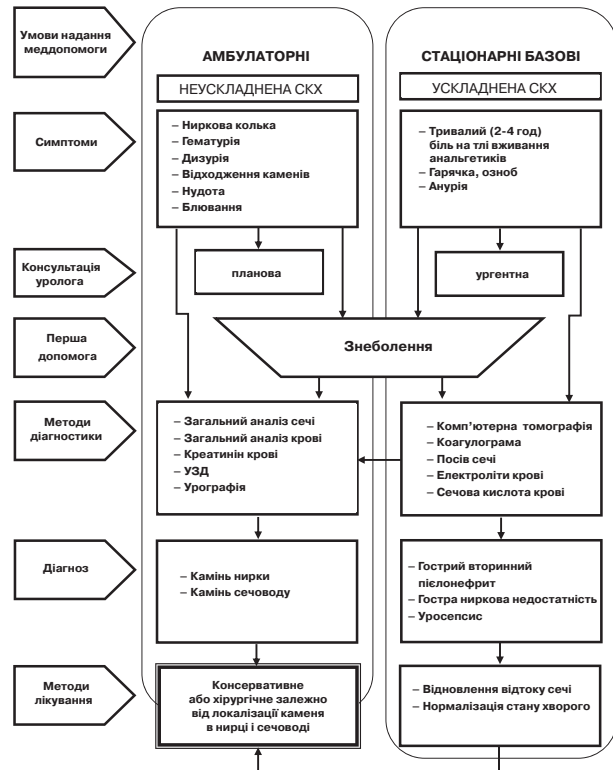 Умови надання
меддопомоги
АМБУЛАТОРНІ
СТАЦІОНАРНІ БАЗОВІ
НЕУСКЛАДНЕНА СКХ
УСКЛАДНЕНА СКХ
Симптоми
– Ниркова колька
– Гематурія
– Дизурія
– Відходження каменів
– Нудота
– Блювання
– Тривалий (2-4 год)
біль на тлі вживання
анальгетиків
– Гарячка, озноб
– Анурія
Консультація
уролога
планова
ургентна
Перша
допомога
Знеболення
Методи
діагностики
– Загальний аналіз сечі
– Загальний аналіз крові
– Креатинін крові
– УЗД
– Урографія
– Комп’ютерна томографія
– Коагулограма
– Посів сечі
– Електроліти крові
– Сечова кислота крові
Діагноз
– Камінь нирки
– Камінь сечоводу
– Гострий вторинний
пієлонефрит
– Гостра ниркова недостатність
– Уросепсис
Методи
лікування
Консервативне
або хірургічне залежно
від локалізації каменя
в нирці і сечоводі
– Відновлення відтоку сечі
– Нормалізація стану хворого